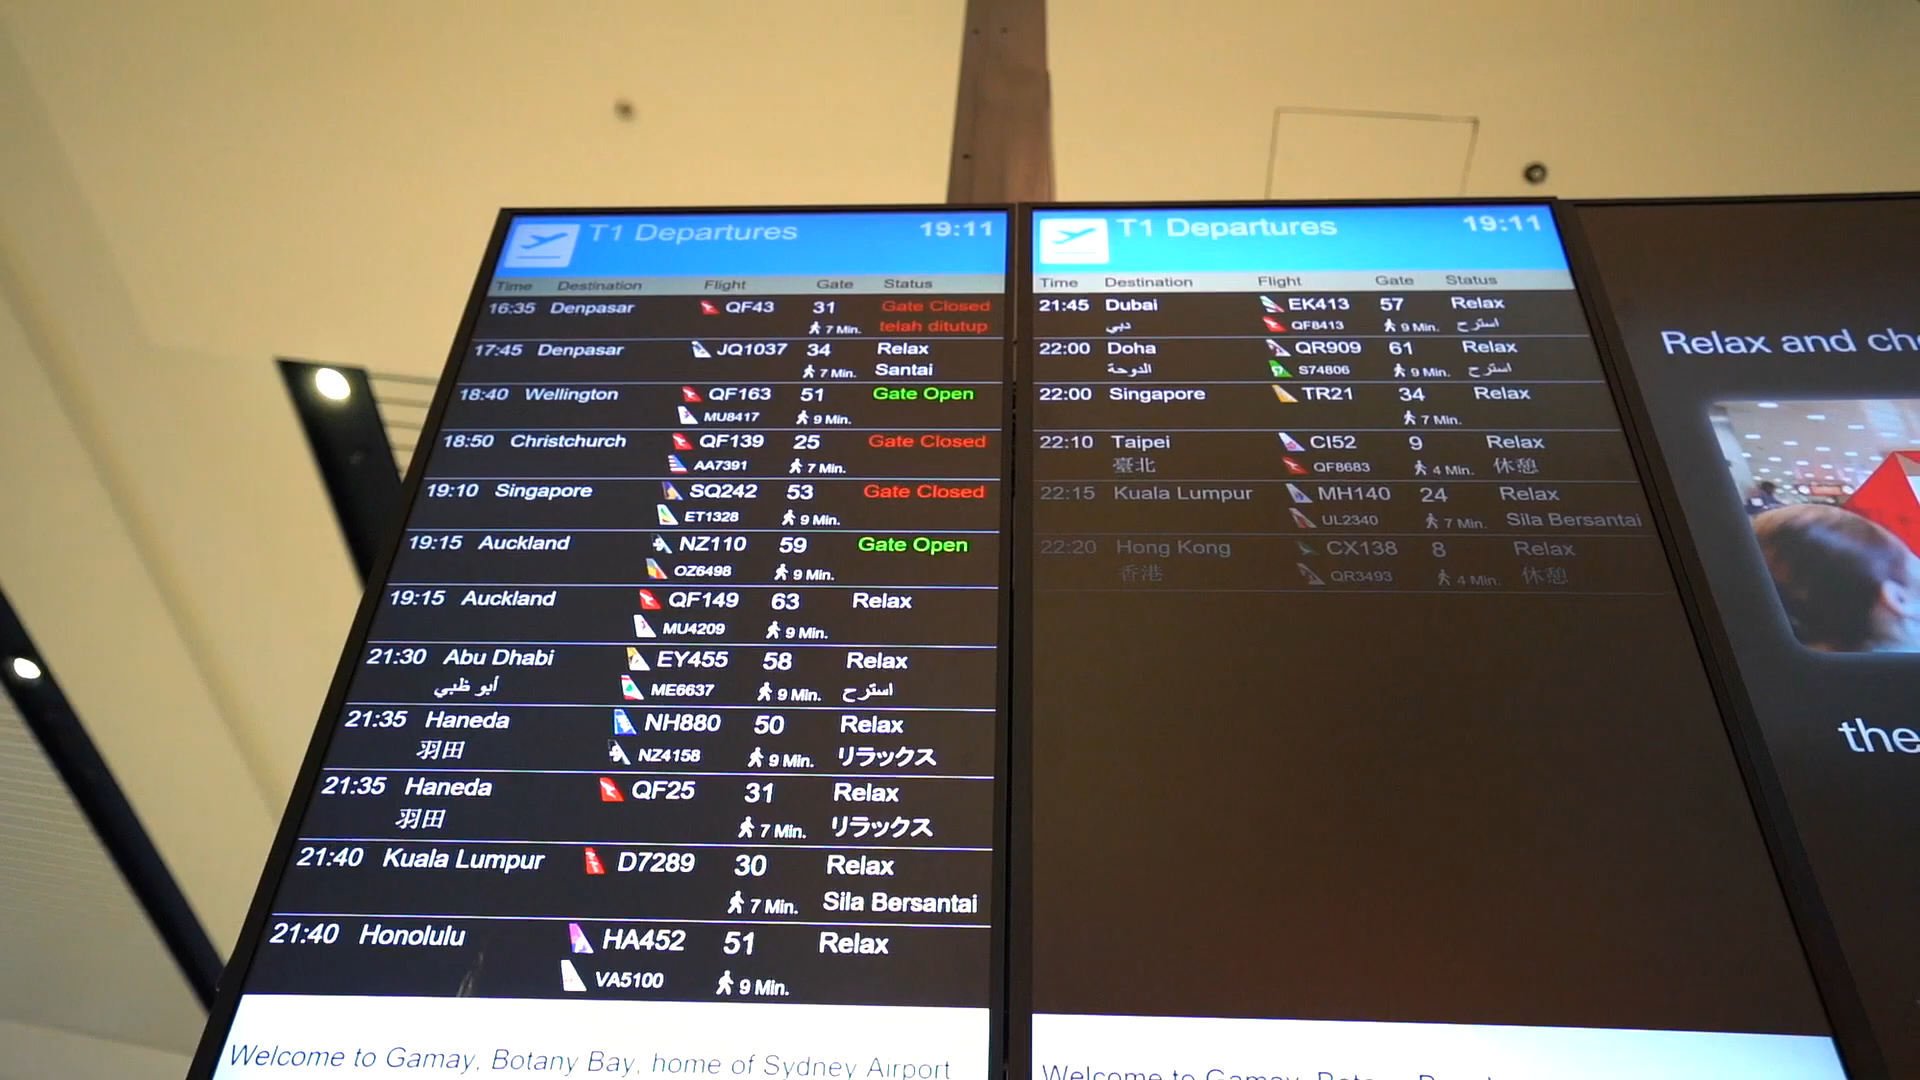 T1 Departures 19:11
Time Destination Flight Gate Status
16:35 Denpasar QF43 31 Gate Closed
7 Min. telah ditutup
17:45 Denpasar JQ1037 34 Relax
7 Min. Santai
18:40 Wellington QF163 51 Gate Open
MU8417 9 Min.
18:50 Christchurch QF139 25 Gate Closed
AA7391 7 Min.
19:10 Singapore SQ242 53 Gate Closed
ET1328 9 Min.
19:15 Auckland NZ110 59 Gate Open
OZ6498 9 Min.
19:15 Auckland QF149 63 Relax
MU4209 9 Min.
21:30 Abu Dhabi EY455 58 Relax
أبو ظبي ME6637 9 Min. استرح
21:35 Haneda NH880 50 Relax
羽田 NZ4158 9 Min. リラックス
21:35 Haneda QF25 31 Relax
羽田 7 Min. リラックス
21:40 Kuala Lumpur D7289 30 Relax
7 Min. Sila Bersantai
21:40 Honolulu HA452 51 Relax
VA5100 9 Min.
Welcome to Gamay, Botany Bay, home of Sydney Airport
T1 Departures 19:11
Time Destination Flight Gate Status
21:45 Dubai EK413 57 Relax
دبي QF8413 9 Min. استرح
22:00 Doha QR909 61 Relax
الدوحة S74806 9 Min. استرح
22:00 Singapore TR21 34 Relax
7 Min.
22:10 Taipei CI52 9 Relax
臺北 QF8683 4 Min. 休憩
22:15 Kuala Lumpur MH140 24 Relax
UL2340 7 Min. Sila Bersantai
22:20 Hong Kong CX138 8 Relax
香港 QR3493 4 Min. 休憩
Welcome to Gamay, Botany
Relax and
the